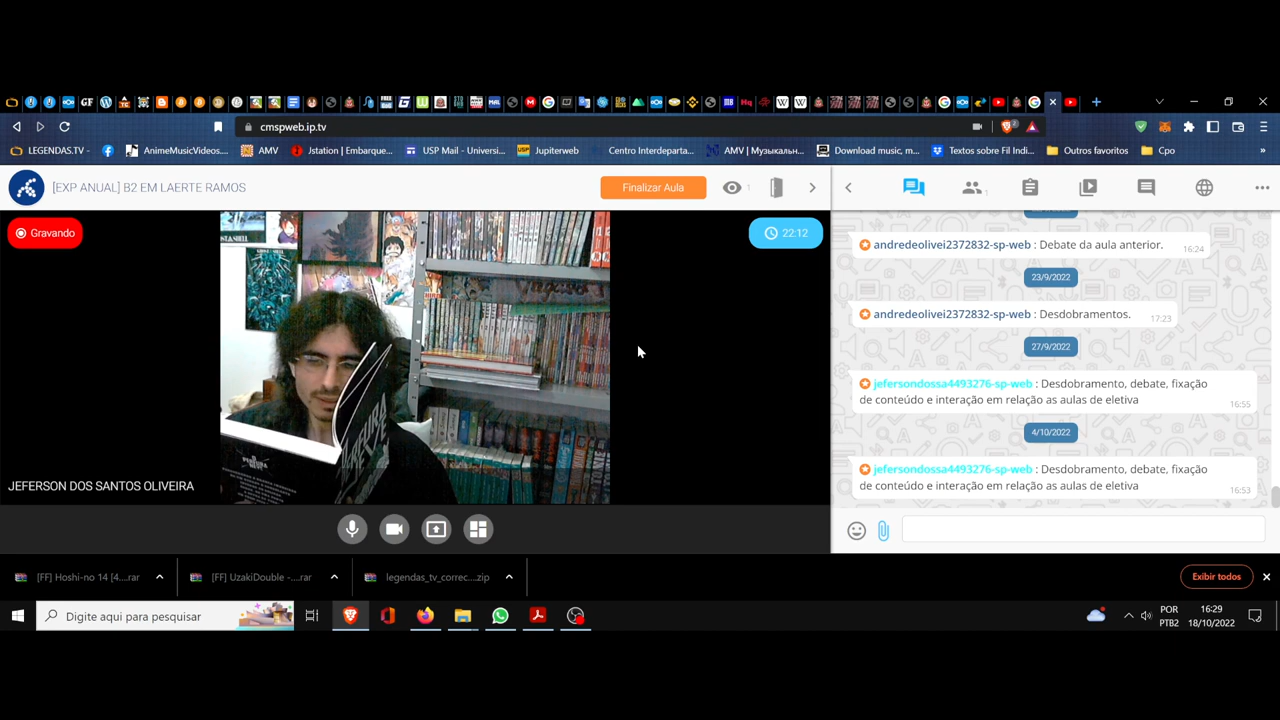 cmspweb.ip.tv
2
LEGENDAS.TV -
AnimeMusicVideos....
AMV
Jstation | Embarque...
USP Mail - Universi...
Jupiterweb
Centro Interdeparta...
AMV | Музыкальн...
Download music, m...
Textos sobre Fil Indi...
Outros favoritos
Cpo
»
[EXP ANUAL] B2 EM LAERTE RAMOS
Finalizar Aula
1
1
Gravando
22:12
JEFERSON DOS SANTOS OLIVEIRA
andredeolivei2372832-sp-web : Debate da aula anterior.
16:24
23/9/2022
andredeolivei2372832-sp-web : Desdobramentos.
17:23
27/9/2022
jefersondossa4493276-sp-web : Desdobramento, debate, fixação
de conteúdo e interação em relação as aulas de eletiva
16:55
4/10/2022
jefersondossa4493276-sp-web : Desdobramento, debate, fixação
de conteúdo e interação em relação as aulas de eletiva
16:53
[FF] Hoshi-no 14 [4....rar
[FF] UzakiDouble -....rar
legendas_tv_correc....zip
Exibir todos
Digite aqui para pesquisar
POR
PTB2
16:29
18/10/2022